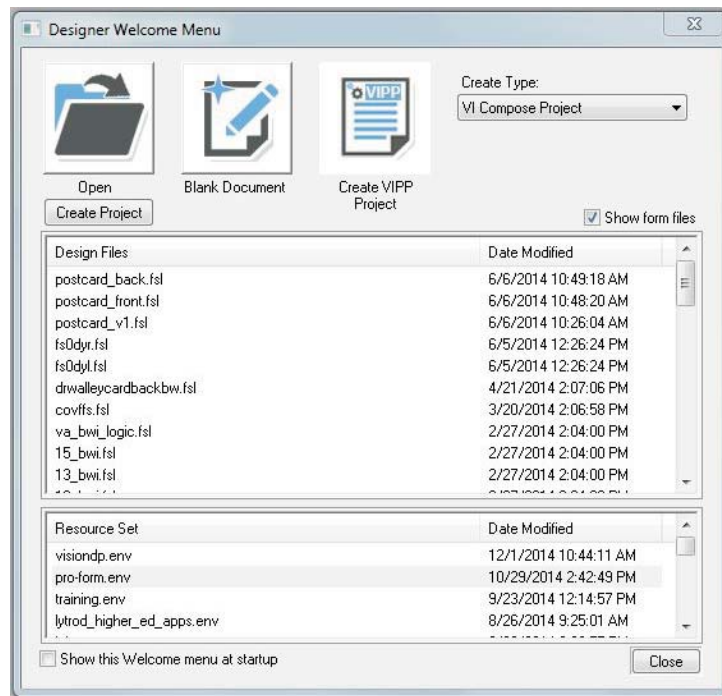 Designer Welcome Menu
Create Type:
VIPP
VI Compose Project
Open
Blank Document
Create VIPP
Project
Create Project
Show form files
Design Files Date Modified
postcard_back.fsl 6/6/2014 10:49:18 AM
postcard_front.fsl 6/6/2014 10:48:20 AM
postcard_v1.fsl 6/6/2014 10:26:04 AM
fs0dyr.fsl 6/5/2014 12:26:24 PM
fs0dyl.fsl 6/5/2014 12:26:24 PM
drwalleycardbackbw.fsl 4/21/2014 2:07:06 PM
covffs.fsl 3/20/2014 2:06:58 PM
va_bwi_logic.fsl 2/27/2014 2:04:00 PM
15_bwi.fsl 2/27/2014 2:04:00 PM
13_bwi.fsl 2/27/2014 2:04:00 PM
Resource Set Date Modified
visiondp.env 12/1/2014 10:44:11 AM
pro-form.env 10/29/2014 2:42:49 PM
training.env 9/23/2014 12:14:57 PM
lytrod_higher_ed_apps.env 8/26/2014 9:25:01 AM
Show this Welcome menu at startup
Close